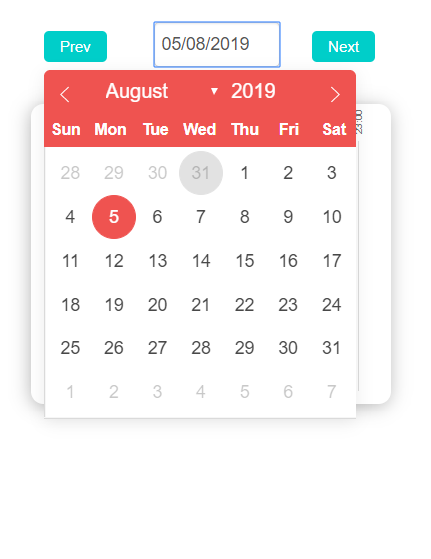 Prev 05/08/2019 Next
August 2019
Sun Mon Tue Wed Thu Fri Sat
23:00
28 29 30 31 1 2 3
4 5 6 7 8 9 10
11 12 13 14 15 16 17
18 19 20 21 22 23 24
25 26 27 28 29 30 31
1 2 3 4 5 6 7